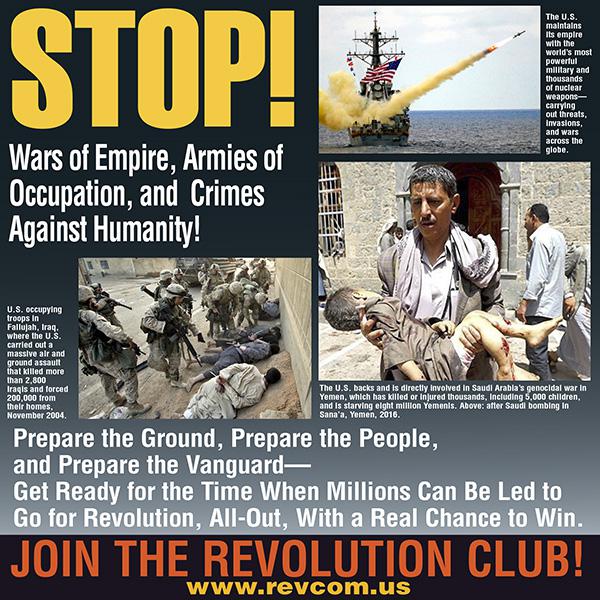 STOP!
Wars of Empire, Armies of
Occupation, and Crimes
Against Humanity!
The U.S.
maintains
its empire
with the
world's most
powerful
military and
thousands
of nuclear
weapons—
carrying
out threats,
invasions,
and wars
across the
globe.
U.S. occupying
troops in
Fallujah, Iraq,
where the U.S.
carried out a
massive air and
ground assault
that killed more
than 2,800
Iraqis and forced
200,000 from
their homes,
November 2004.
The U.S. backs and is directly involved in Saudi Arabia's genocidal war in
Yemen, which has killed or injured thousands, including 5,000 children,
and is starving eight million Yemenis. Above: after Saudi bombing in
Sana'a, Yemen, 2016.
Prepare the Ground, Prepare the People,
and Prepare the Vanguard—
Get Ready for the Time When Millions Can Be Led to
Go for Revolution, All-Out, With a Real Chance to Win.
JOIN THE REVOLUTION CLUB!
www.revcom.us